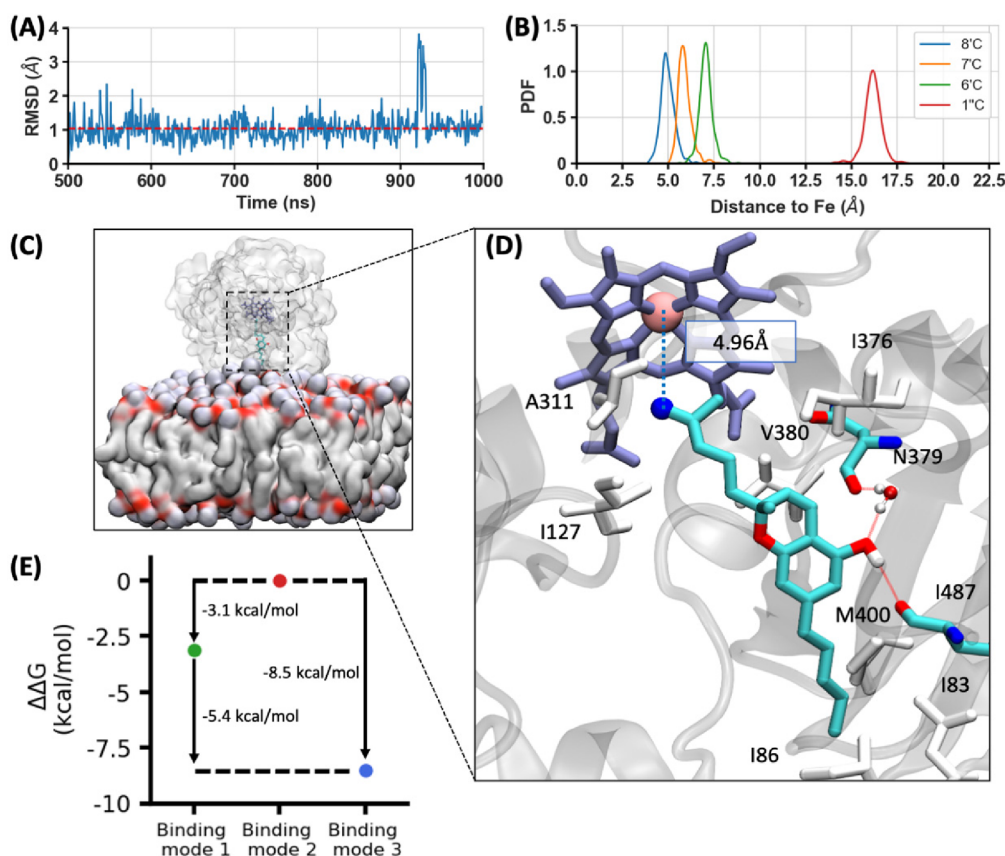 (A)
RMSD (Å)
4
3
2
1
0
500
600
700
800
900
1000
Time (ns)
(B)
PDF
1.5
1.0
0.5
0.0
0.0
2.5
5.0
7.5
10.0
12.5
15.0
17.5
20.0
22.5
Distance to Fe (Å)
8'C
7'C
6'C
1''C
(C)
(D)
4.96Å
A311
I376
V380
N379
I127
M400
I487
I83
I86
(E)
ΔΔG
(kcal/mol)
0
-2.5
-5
-7.5
-10
-3.1 kcal/mol
-8.5 kcal/mol
-5.4 kcal/mol
Binding
mode 1
Binding
mode 2
Binding
mode 3